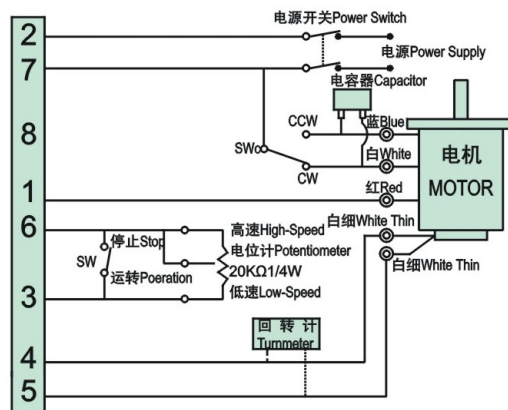 电源开关Power Switch
2
电源Power Supply
7
电容器Capacitor
CCW
蓝Blue
8
SWc
白White
电机
MOTOR
CW
1
红Red
6
高速High-Speed
白细White Thin
停止Stop
电位计Potentiometer
SW
20KΩ1/4W
白细White Thin
运转Poeration
3
低速Low-Speed
回转计
Turnmeter
4
5